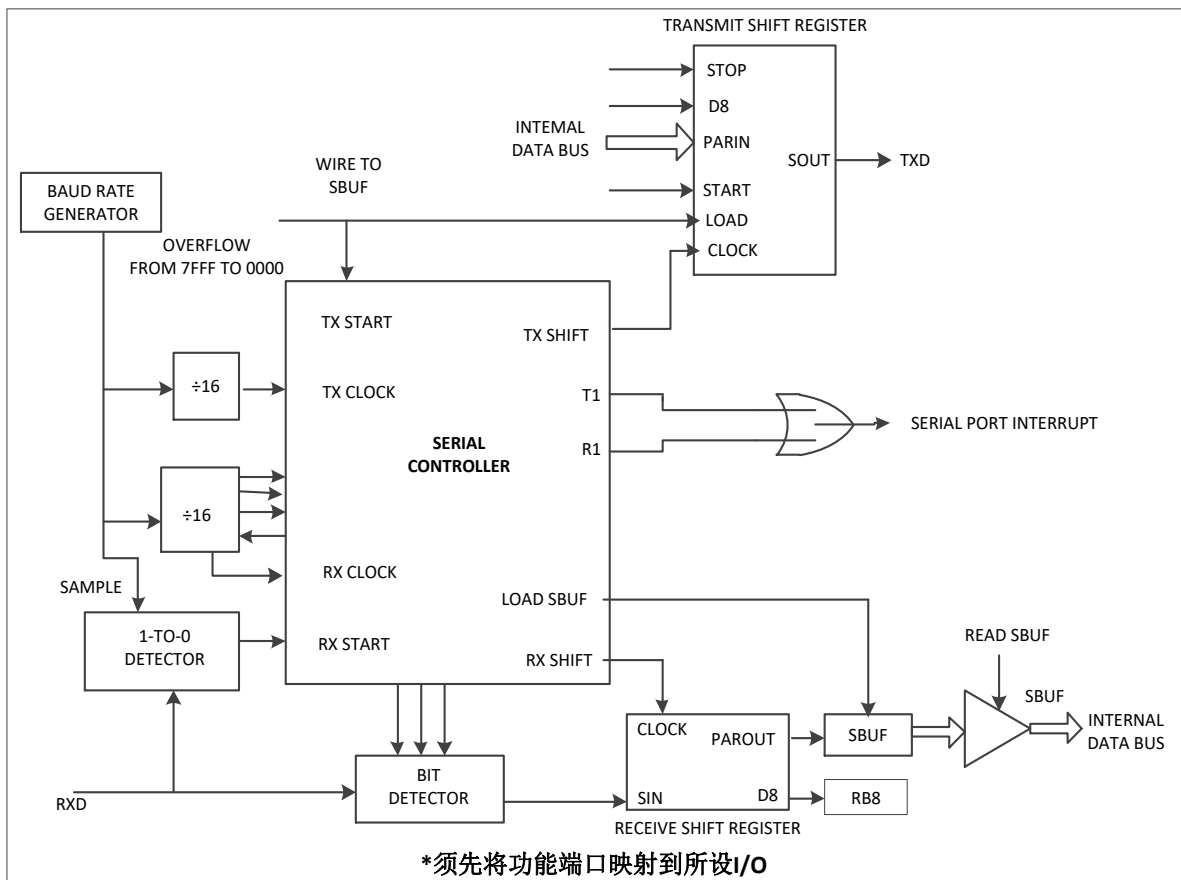 TRANSMIT SHIFT REGISTER
STOP
D8
INTEMAL
DATA BUS
PARIN
SOUT
TXD
WIRE TO
SBUF
START
LOAD
CLOCK
BAUD RATE
GENERATOR
OVERFLOW
FROM 7FFF TO 0000
TX START
TX SHIFT
÷16
TX CLOCK
T1
SERIAL PORT INTERRUPT
R1
SERIAL
CONTROLLER
÷16
RX CLOCK
SAMPLE
LOAD SBUF
1-TO-0
DETECTOR
RX START
RX SHIFT
READ SBUF
SBUF
CLOCK
PAROUT
SBUF
INTERNAL
DATA BUS
BIT
DETECTOR
RXD
SIN
D8
RB8
RECEIVE SHIFT REGISTER
*须先将功能端口映射到所设I/O